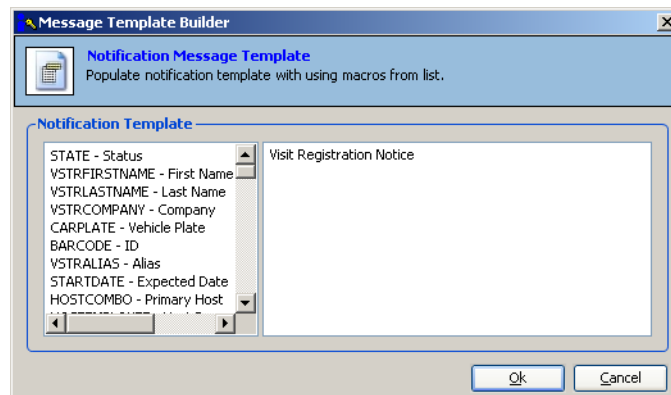 Message Template Builder
Notification Message Template
Populate notification template with using macros from list.
Notification Template
STATE - Status
VSTRFIRSTNAME - First Name
VSTRLASTNAME - Last Name
VSTRCOMPANY - Company
CARPLATE - Vehicle Plate
BARCODE - ID
VSTRALIAS - Alias
STARTDATE - Expected Date
HOSTCOMBO - Primary Host
Visit Registration Notice
Ok
Cancel